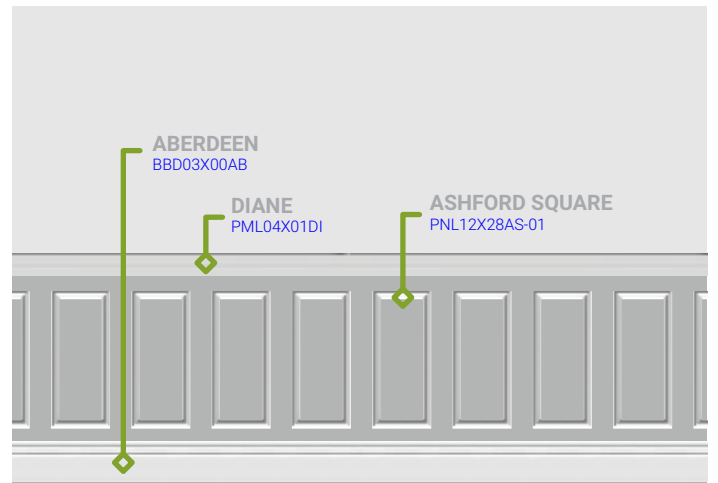 ABERDEEN
BBD03X00AB
DIANE
PML04X01DI
ASHFORD SQUARE
PNL12X28AS-01